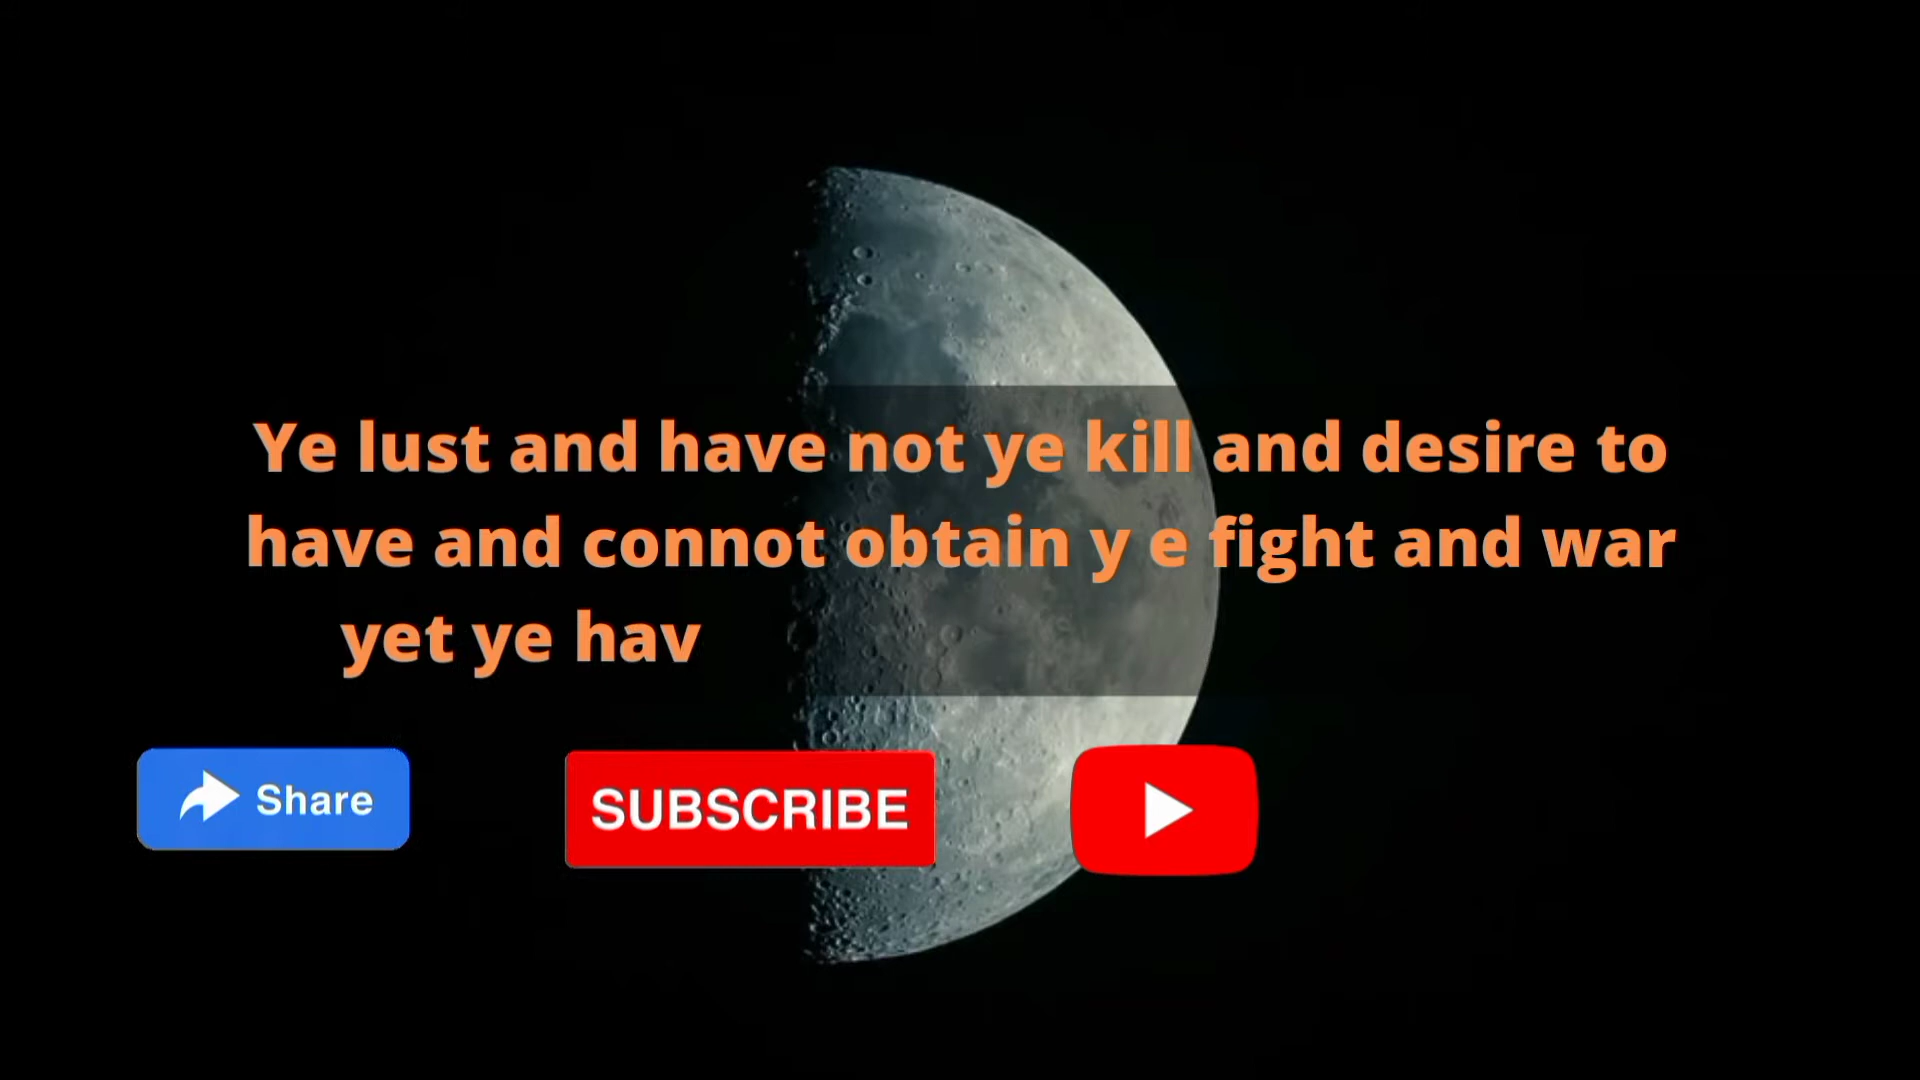 Ye lust and have not ye kill and desire to
have and connot obtain y e fight and war
yet ye hav
Share
SUBSCRIBE